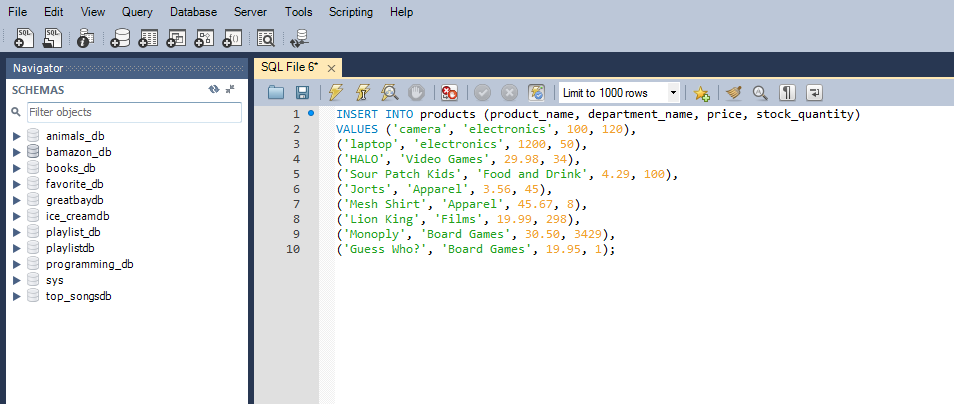 File Edit View Query Database Server Tools Scripting Help
Navigator
SCHEMAS
Filter objects
animals_db
bamazon_db
books_db
favorite_db
greatbaydb
ice_creamdb
playlist_db
playlistdb
programming_db
sys
top_songsdb
SQL File 6*
Limit to 1000 rows
1 INSERT INTO products (product_name, department_name, price, stock_quantity)
2 VALUES ('camera', 'electronics', 100, 120),
3 ('laptop', 'electronics', 1200, 50),
4 ('HALO', 'Video Games', 29.98, 34),
5 ('Sour Patch Kids', 'Food and Drink', 4.29, 100),
6 ('Jorts', 'Apparel', 3.56, 45),
7 ('Mesh Shirt', 'Apparel', 45.67, 8),
8 ('Lion King', 'Films', 19.99, 298),
9 ('Monoply', 'Board Games', 30.50, 3429),
10 ('Guess Who?', 'Board Games', 19.95, 1);